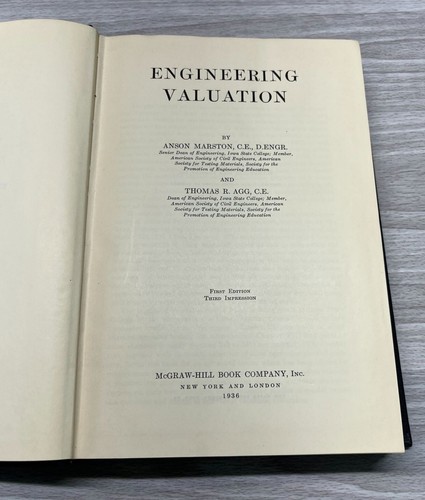 ENGINEERING
VALUATION
BY
ANSON MARSTON, C.E., D.ENGR.
Senior Dean of Engineering, Iowa State College; Member,
American Society of Civil Engineers, American
Society for Testing Materials, Society for the
Promotion of Engineering Education
AND
THOMAS R. AGG, C.E.
Dean of Engineering, Iowa State College; Member,
American Society of Civil Engineers, American
Society for Testing Materials, Society for the
Promotion of Engineering Education
FIRST EDITION
THIRD IMPRESSION
McGRAW-HILL BOOK COMPANY, INC.
NEW YORK AND LONDON
1936